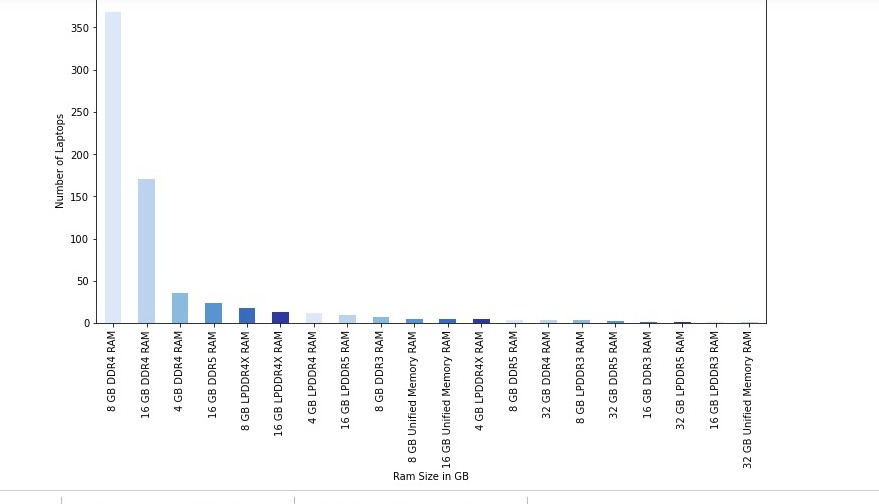 350
300
250
200
150
100
50
0
Number of Laptops
8 GB DDR4 RAM
16 GB DDR4 RAM
4 GB DDR4 RAM
16 GB DDR5 RAM
8 GB LPDDR4X RAM
16 GB LPDDR4X RAM
4 GB LPDDR4 RAM
16 GB LPDDR5 RAM
8 GB DDR3 RAM
8 GB Unified Memory RAM
16 GB Unified Memory RAM
4 GB LPDDR4X RAM
8 GB DDR5 RAM
32 GB DDR4 RAM
8 GB LPDDR3 RAM
32 GB DDR5 RAM
16 GB DDR3 RAM
32 GB LPDDR5 RAM
16 GB LPDDR3 RAM
32 GB Unified Memory RAM
Ram Size in GB